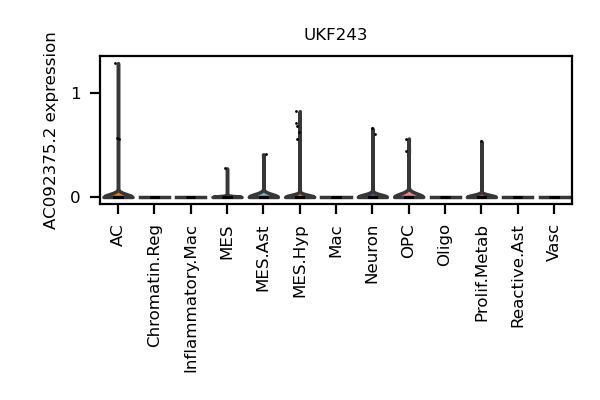 UKF243
AC092375.2 expression
1
0
AC
Chromatin.Reg
Inflammatory.Mac
MES
MES.Ast
MES.Hyp
Mac
Neuron
OPC
Oligo
Prolif.Metab
Reactive.Ast
Vasc